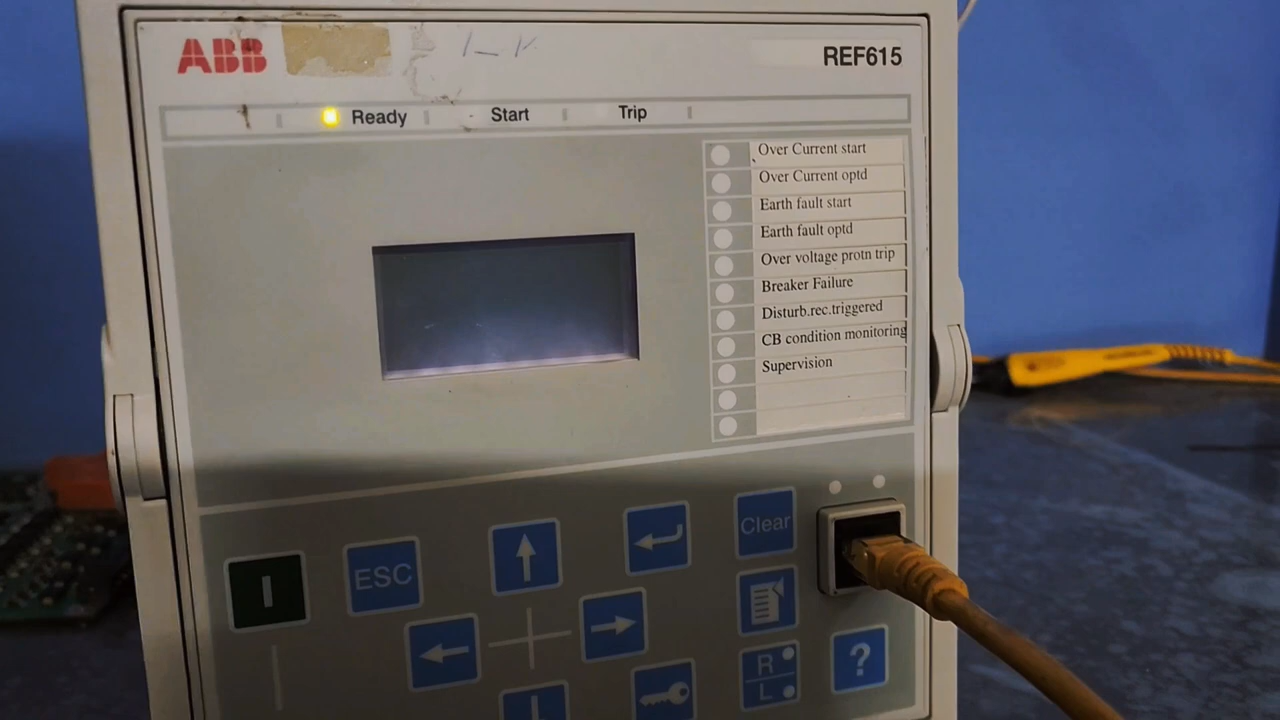 ABB
REF615
Ready Start Trip
Over Current start
Over Current optd
Earth fault start
Earth fault optd
Over voltage protn trip
Breaker Failure
Disturb.rec.triggered
CB condition monitoring
Supervision
Clear
ESC
R
L
?